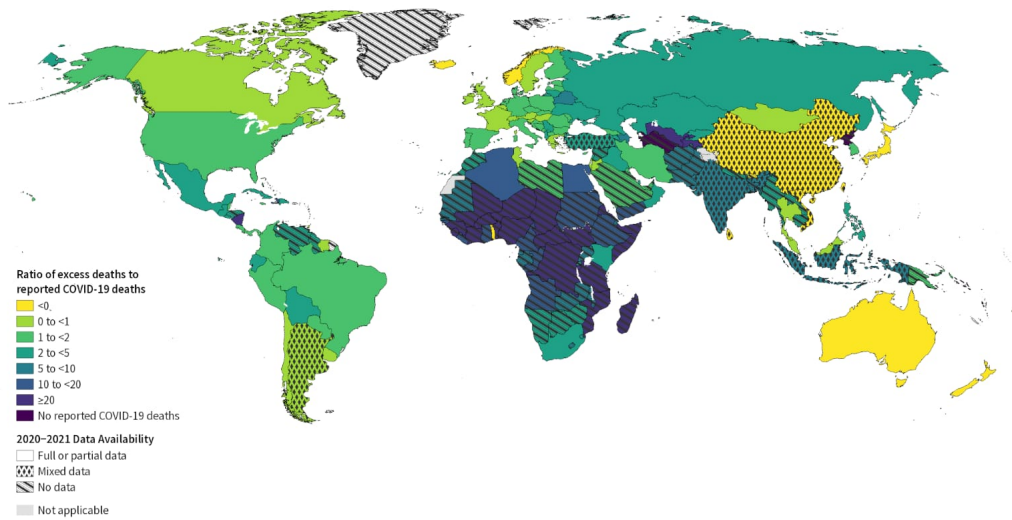 Ratio of excess deaths to
reported COVID-19 deaths
<0
0 to <1
1 to <2
2 to <5
5 to <10
10 to <20
≥20
No reported COVID-19 deaths
2020–2021 Data Availability
Full or partial data
Mixed data
No data
Not applicable